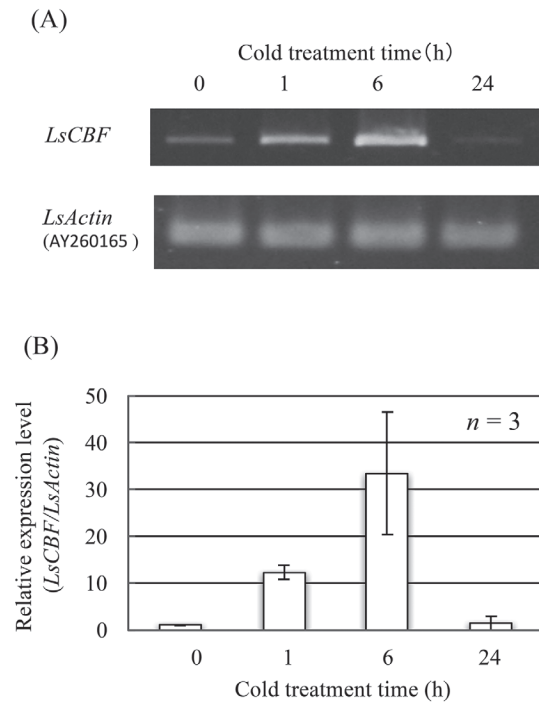 (A)
Cold treatment time(h)
0 1 6 24
LsCBF
LsActin
(AY260165 )
(B)
Relative expression level
(LsCBF/LsActin)
50
40
30
20
10
0
n = 3
0 1 6 24
Cold treatment time (h)